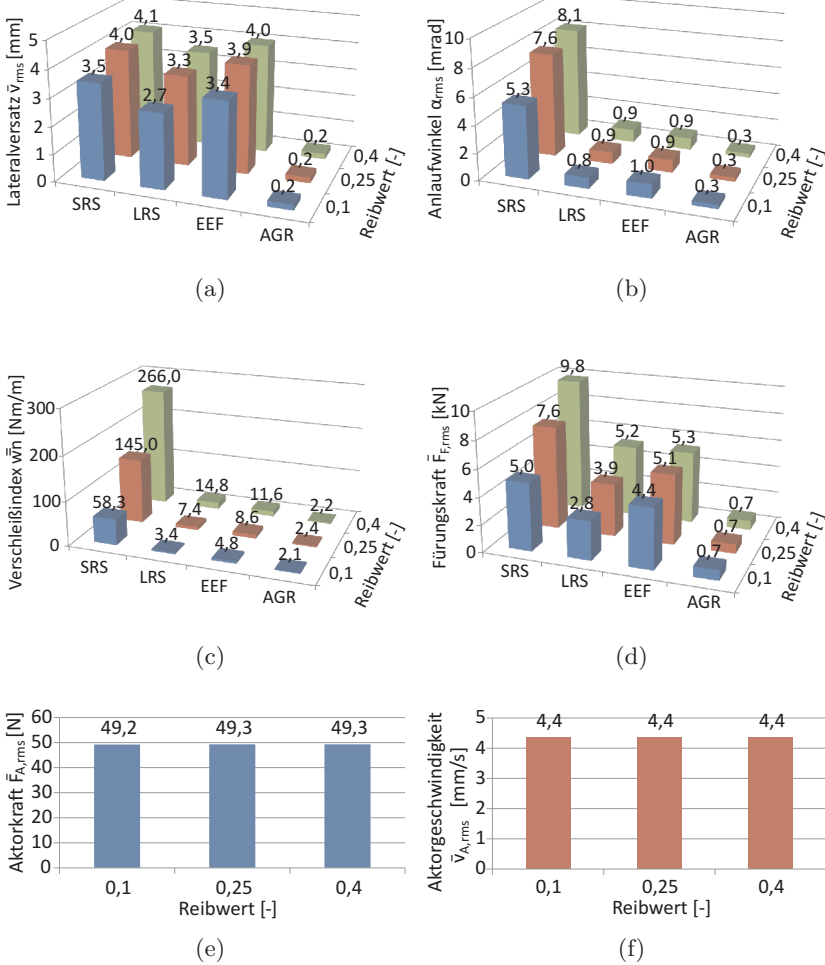 Lateralversatz v̄rms [mm]
5
4
3
2
1
0
4,1
3,5
4,0
0,2
4,0
3,3
3,9
0,2
3,5
2,7
3,4
0,2
SRS
LRS
EEF
AGR
0,4
0,25
0,1
Reibwert [-]
(a)
Anlaufwinkel αrms [mrad]
10
8
6
4
2
0
8,1
0,9
0,9
0,3
7,6
0,9
0,9
0,3
5,3
0,8
1,0
0,3
SRS
LRS
EEF
AGR
0,4
0,25
0,1
Reibwert [-]
(b)
Verschleißindex w̄n [Nm/m]
300
200
100
0
266,0
14,8
11,6
2,2
145,0
7,4
8,6
2,4
58,3
3,4
4,8
2,1
SRS
LRS
EEF
AGR
0,4
0,25
0,1
Reibwert [-]
(c)
Fürungskraft F̄F,rms [kN]
10
8
6
4
2
0
9,8
5,2
5,3
0,7
7,6
3,9
5,1
0,7
5,0
2,8
4,4
0,7
SRS
LRS
EEF
AGR
0,4
0,25
0,1
Reibwert [-]
(d)
Aktorkraft F̄A,rms [N]
60
50
40
30
20
10
0
49,2 49,3 49,3
0,1 0,25 0,4
Reibwert [-]
(e)
Aktorgeschwindigkeit
v̄A,rms [mm/s]
5
4
3
2
1
0
4,4 4,4 4,4
0,1 0,25 0,4
Reibwert [-]
(f)